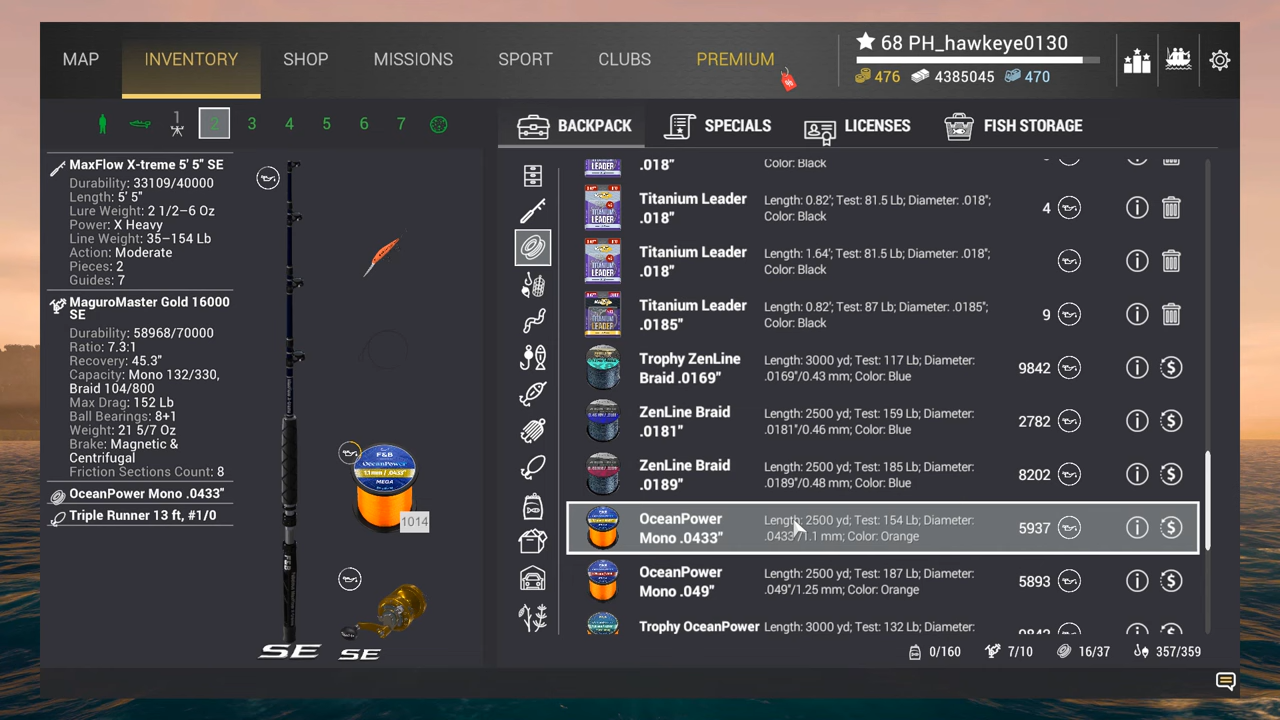 MAP
INVENTORY
SHOP
MISSIONS
SPORT
CLUBS
PREMIUM
68 PH_hawkeye0130
476
4385045
470
1
2
3
4
5
6
7
BACKPACK
SPECIALS
LICENSES
FISH STORAGE
MaxFlow X-treme 5' 5" SE
Durability: 33109/40000
Length: 5' 5"
Lure Weight: 2 1/2–6 Oz
Power: X Heavy
Line Weight: 35–154 Lb
Action: Moderate
Pieces: 2
Guides: 7
MaguroMaster Gold 16000
SE
Durability: 58968/70000
Ratio: 7.3:1
Recovery: 45.3"
Capacity: Mono 132/330,
Braid 104/800
Max Drag: 152 Lb
Ball Bearings: 8+1
Weight: 21 5/7 Oz
Brake: Magnetic &
Centrifugal
Friction Sections Count: 8
OceanPower Mono .0433"
Triple Runner 13 ft, #1/0
F&B
OceanPower
1.1 mm / .0433"
MEGA
1014
F&B
SE
SE
.018"
Color: Black
Titanium Leader
.018"
Length: 0.82'; Test: 81.5 Lb; Diameter: .018";
Color: Black
4
Titanium Leader
.018"
Length: 1.64'; Test: 81.5 Lb; Diameter: .018";
Color: Black
Titanium Leader
.0185"
Length: 0.82'; Test: 87 Lb; Diameter: .0185";
Color: Black
9
Trophy ZenLine
Braid .0169"
Length: 3000 yd; Test: 117 Lb; Diameter:
.0169"/0.43 mm; Color: Blue
9842
ZenLine Braid
.0181"
Length: 2500 yd; Test: 159 Lb; Diameter:
.0181"/0.46 mm; Color: Blue
2782
ZenLine Braid
.0189"
Length: 2500 yd; Test: 185 Lb; Diameter:
.0189"/0.48 mm; Color: Blue
8202
OceanPower
Mono .0433"
Length: 2500 yd; Test: 154 Lb; Diameter:
.0433"/1.1 mm; Color: Orange
5937
OceanPower
Mono .049"
Length: 2500 yd; Test: 187 Lb; Diameter:
.049"/1.25 mm; Color: Orange
5893
Trophy OceanPower
Length: 3000 yd; Test: 132 Lb; Diameter:
9842
0/160
7/10
16/37
357/359